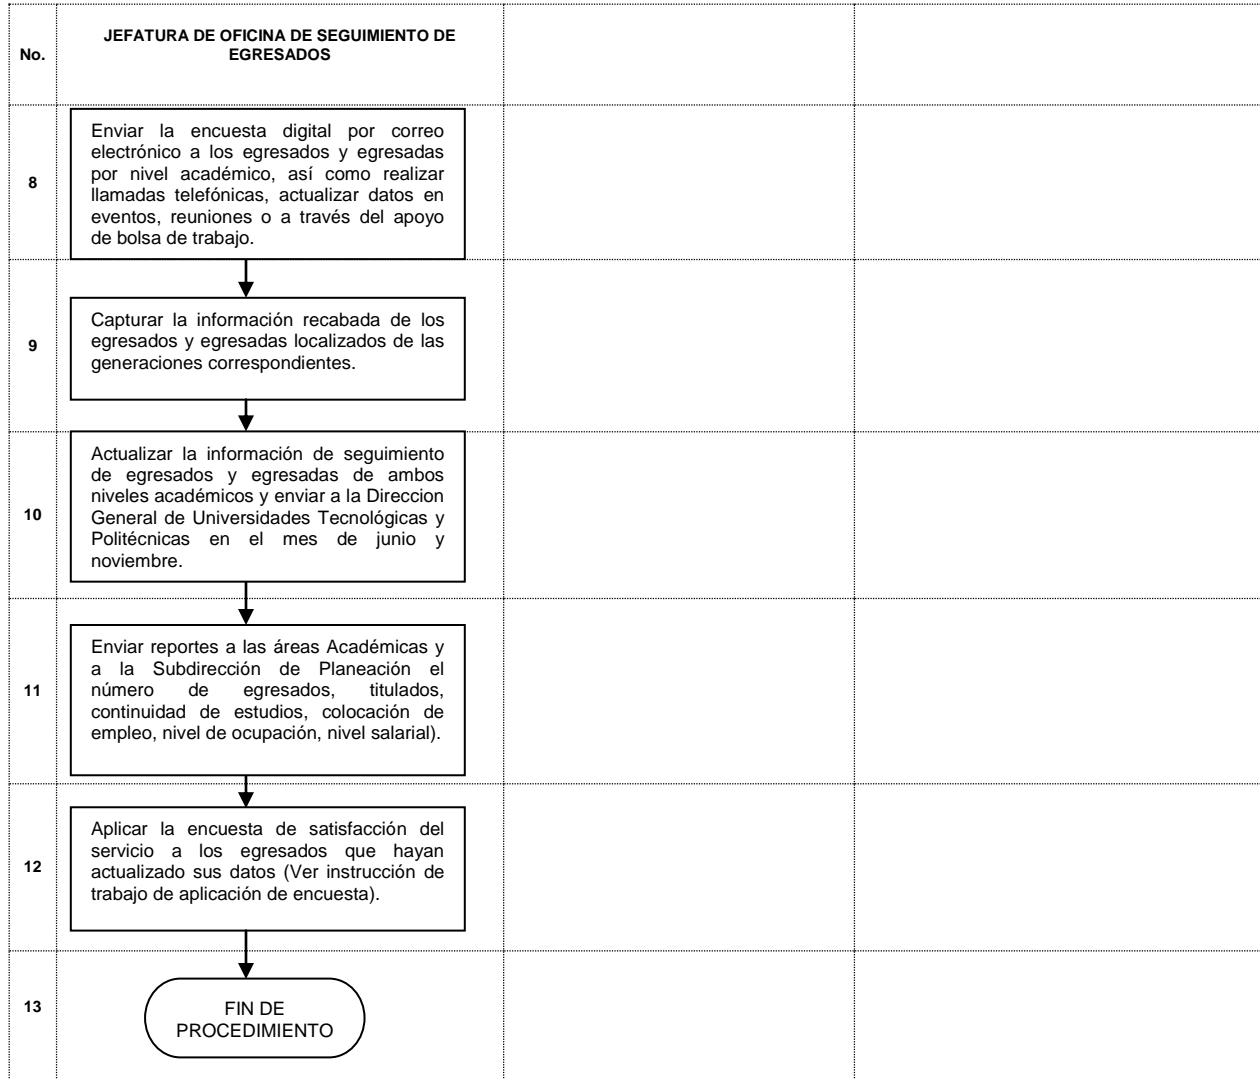 No.
JEFATURA DE OFICINA DE SEGUIMIENTO DE
EGRESADOS
8
Enviar la encuesta digital por correo
electrónico a los egresados y egresadas
por nivel académico, así como realizar
llamadas telefónicas, actualizar datos en
eventos, reuniones o a través del apoyo
de bolsa de trabajo.
9
Capturar la información recabada de los
egresados y egresadas localizados de las
generaciones correspondientes.
10
Actualizar la información de seguimiento
de egresados y egresadas de ambos
niveles académicos y enviar a la Direccion
General de Universidades Tecnológicas y
Politécnicas en el mes de junio y
noviembre.
11
Enviar reportes a las áreas Académicas y
a la Subdirección de Planeación el
número de egresados, titulados,
continuidad de estudios, colocación de
empleo, nivel de ocupación, nivel salarial).
12
Aplicar la encuesta de satisfacción del
servicio a los egresados que hayan
actualizado sus datos (Ver instrucción de
trabajo de aplicación de encuesta).
13
FIN DE
PROCEDIMIENTO